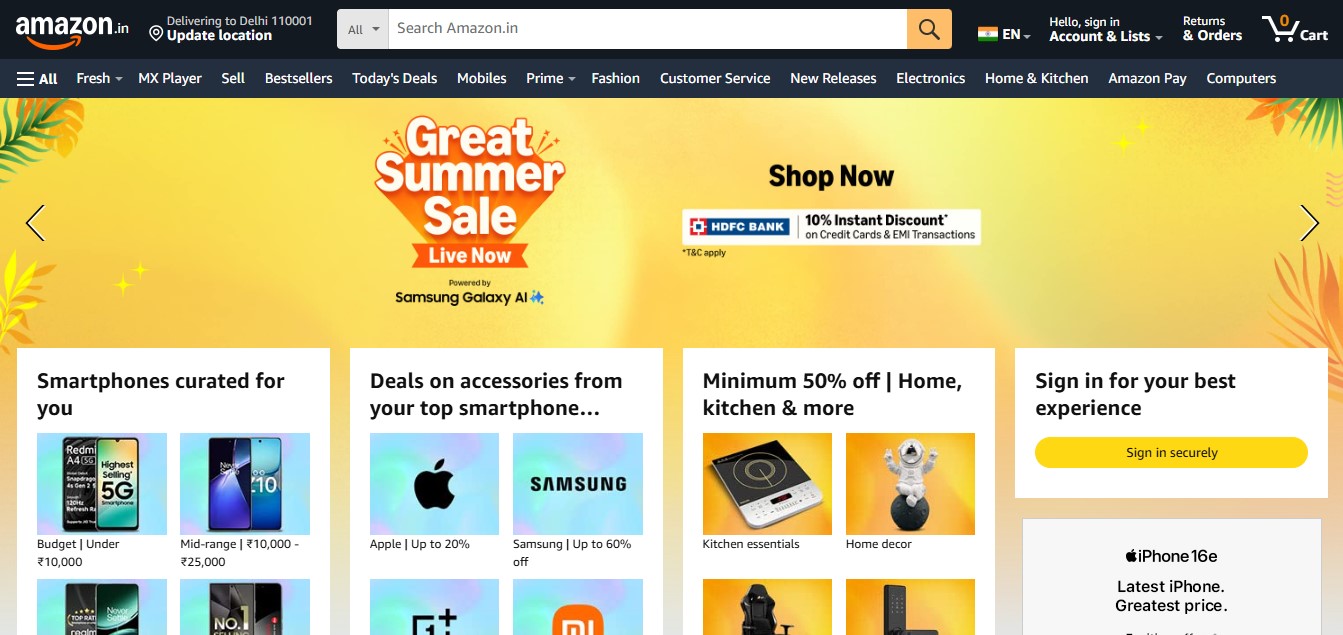 amazon.in
Delivering to Delhi 110001
Update location
All
Search Amazon.in
EN
Hello, sign in
Account & Lists
Returns
& Orders
0
Cart
All
Fresh
MX Player
Sell
Bestsellers
Today's Deals
Mobiles
Prime
Fashion
Customer Service
New Releases
Electronics
Home & Kitchen
Amazon Pay
Computers
Great
Summer
Sale
Live Now
Powered by
Samsung Galaxy AI
Shop Now
HDFC BANK
10% Instant Discount*
on Credit Cards & EMI Transactions
*T&C apply
Smartphones curated for
you
Redmi
A4 5G
Highest
Selling
5G
Smartphone
120Hz
Refresh Ra
Budget | Under
₹10,000
Mid-range | ₹10,000 -
₹25,000
TOP RAT
realm
Never
NO.1
Deals on accessories from
your top smartphone...
SAMSUNG
Apple | Up to 20%
Samsung | Up to 60%
off
Minimum 50% off | Home,
kitchen & more
Kitchen essentials
Home decor
Sign in for your best
experience
Sign in securely
iPhone 16e
Latest iPhone.
Greatest price.